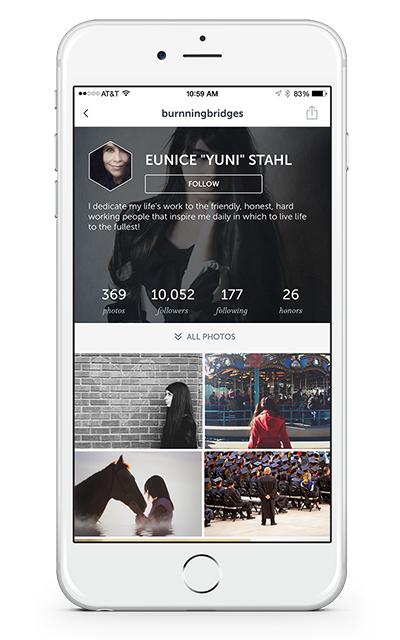 AT&T 10:59 AM 83%
burnningbridges
EUNICE "YUNI" STAHL
FOLLOW
I dedicate my life's work to the friendly, honest, hard
working people that inspire me daily in which to live life
to the fullest!
369 10,052 177 26
photos followers following honors
ALL PHOTOS